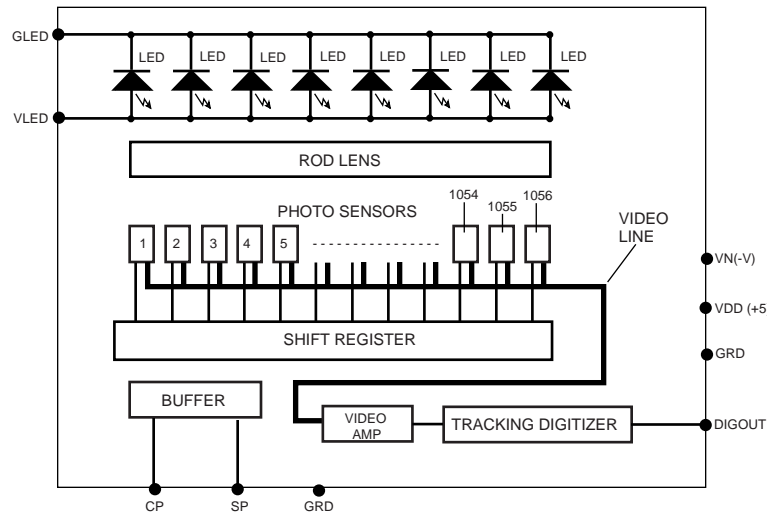 GLED
LED LED LED LED LED LED LED LED
VLED
ROD LENS
1054
1055
1056
PHOTO SENSORS
VIDEO
LINE
1 2 3 4 5
VN(-V)
VDD (+5
SHIFT REGISTER
GRD
BUFFER
VIDEO
AMP
TRACKING DIGITIZER
DIGOUT
CP SP GRD